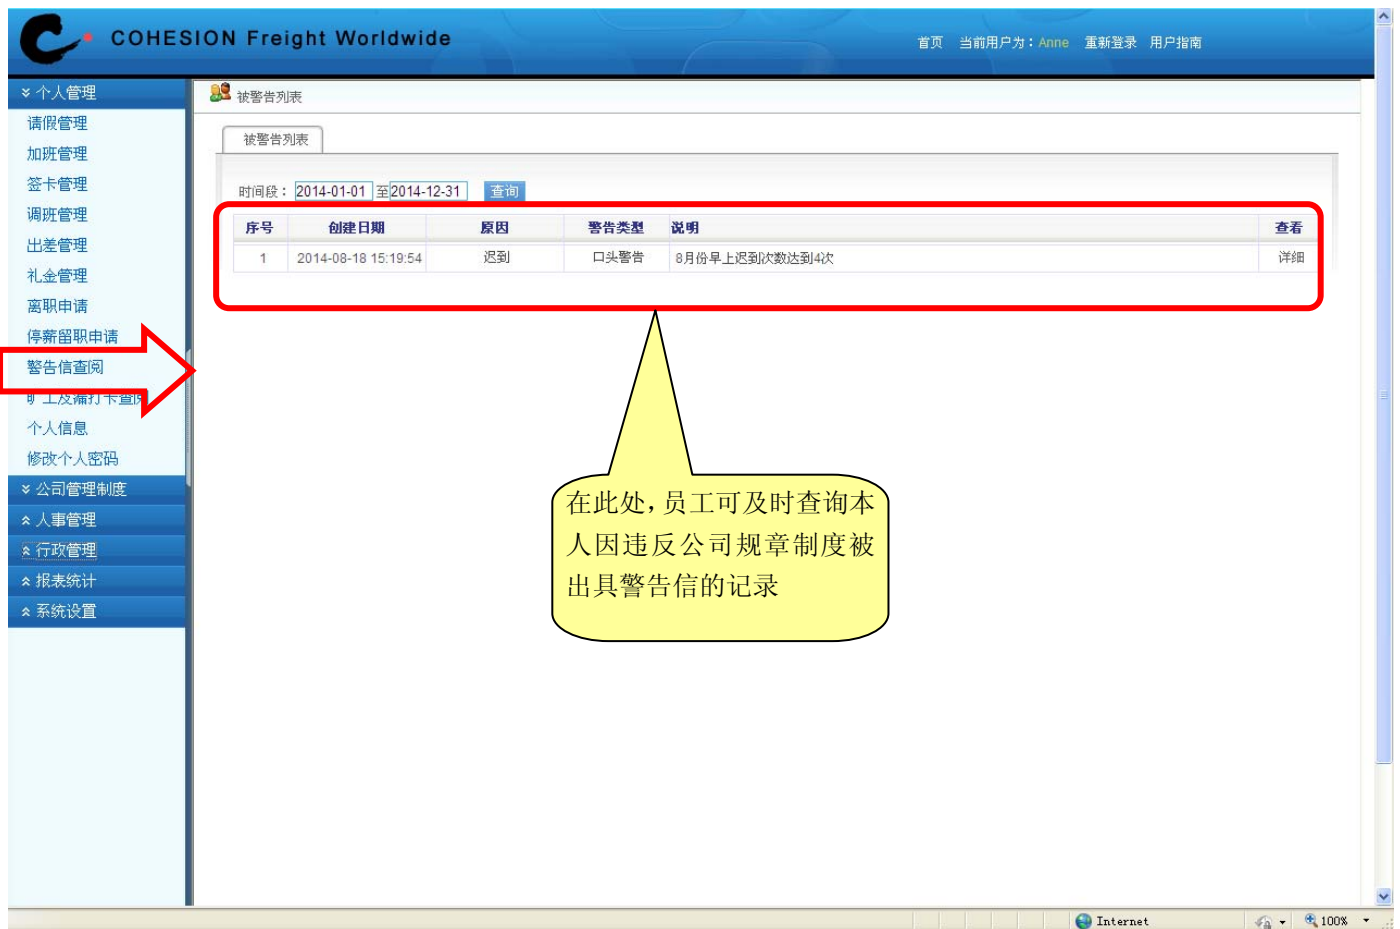 COHESION Freight Worldwide
首页 当前用户为：Anne 重新登录 用户指南
个人管理
请假管理
加班管理
签卡管理
调班管理
出差管理
礼金管理
离职申请
停薪留职申请
警告信查阅
旷工及漏打卡查阅
个人信息
修改个人密码
公司管理制度
人事管理
行政管理
报表统计
系统设置
被警告列表
被警告列表
时间段： 2014-01-01 至 2014-12-31 查询
序号 创建日期 原因 警告类型 说明 查看
1 2014-08-18 15:19:54 迟到 口头警告 8月份早上迟到次数达到4次 详细
在此处，员工可及时查询本
人因违反公司规章制度被
出具警告信的记录
Internet 100%